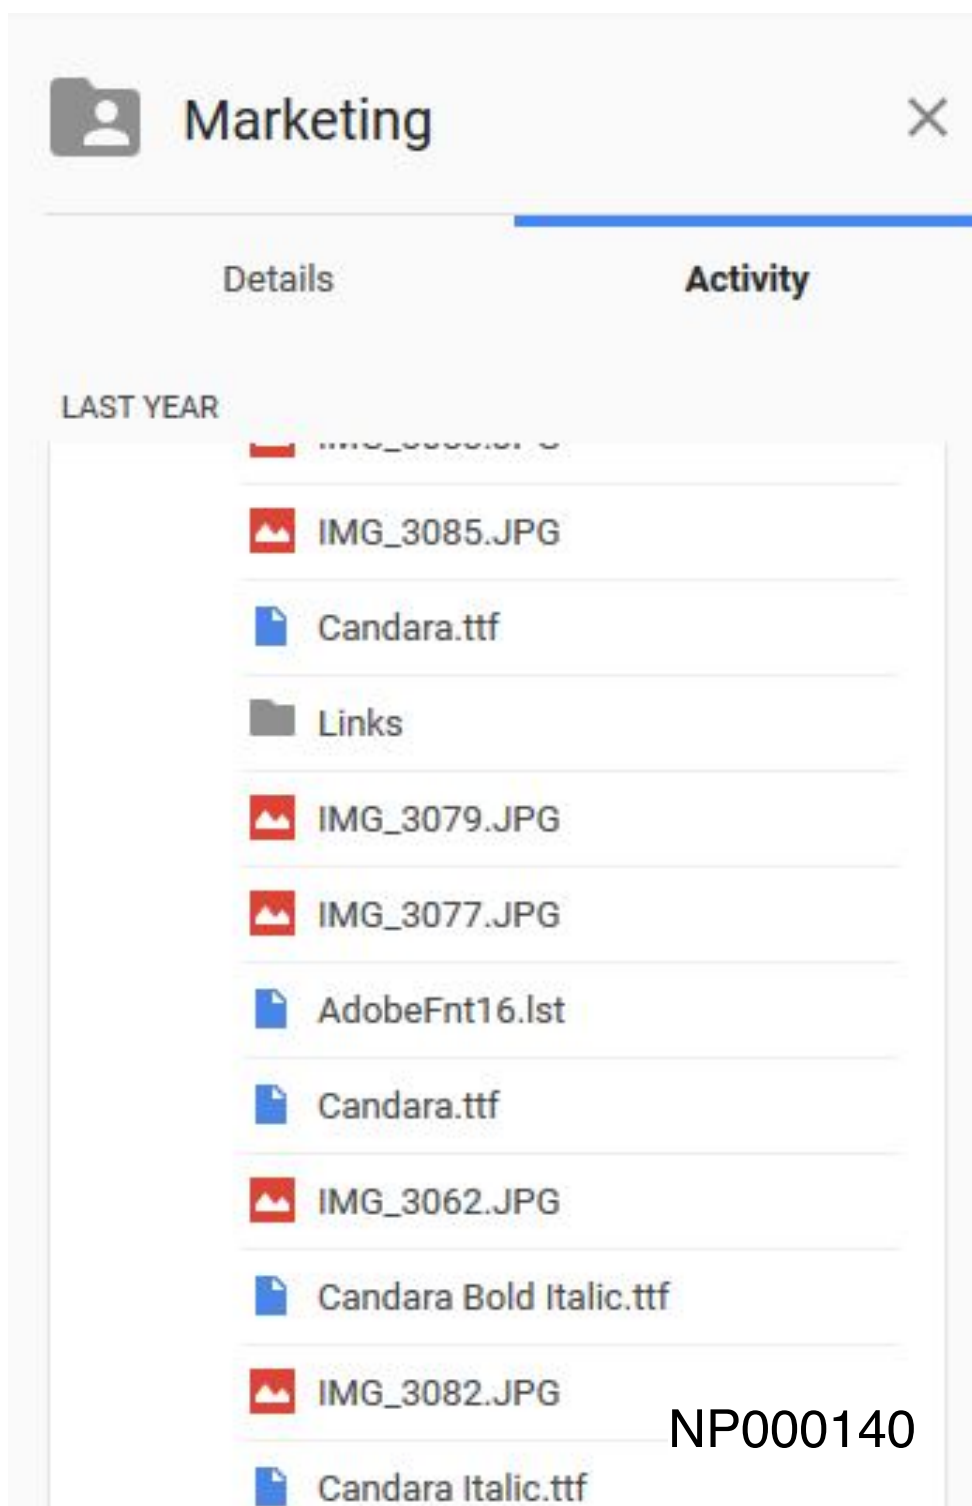 Marketing
Details
Activity
LAST YEAR
IMG_3085.JPG
Candara.ttf
Links
IMG_3079.JPG
IMG_3077.JPG
AdobeFnt16.lst
Candara.ttf
IMG_3062.JPG
Candara Bold Italic.ttf
IMG_3082.JPG
NP000140
Candara Italic.ttf